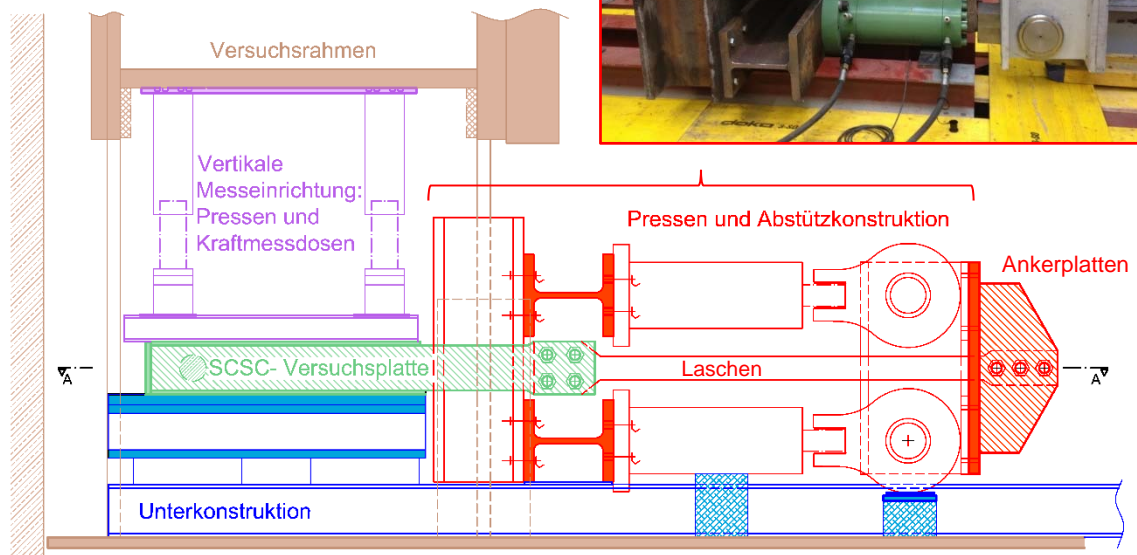 Versuchsrahmen
doka
Vertikale
Messeinrichtung:
Pressen und
Kraftmessdosen
Pressen und Abstützkonstruktion
Ankerplatten
SCSC- Versuchsplatte
Laschen
A
A
Unterkonstruktion